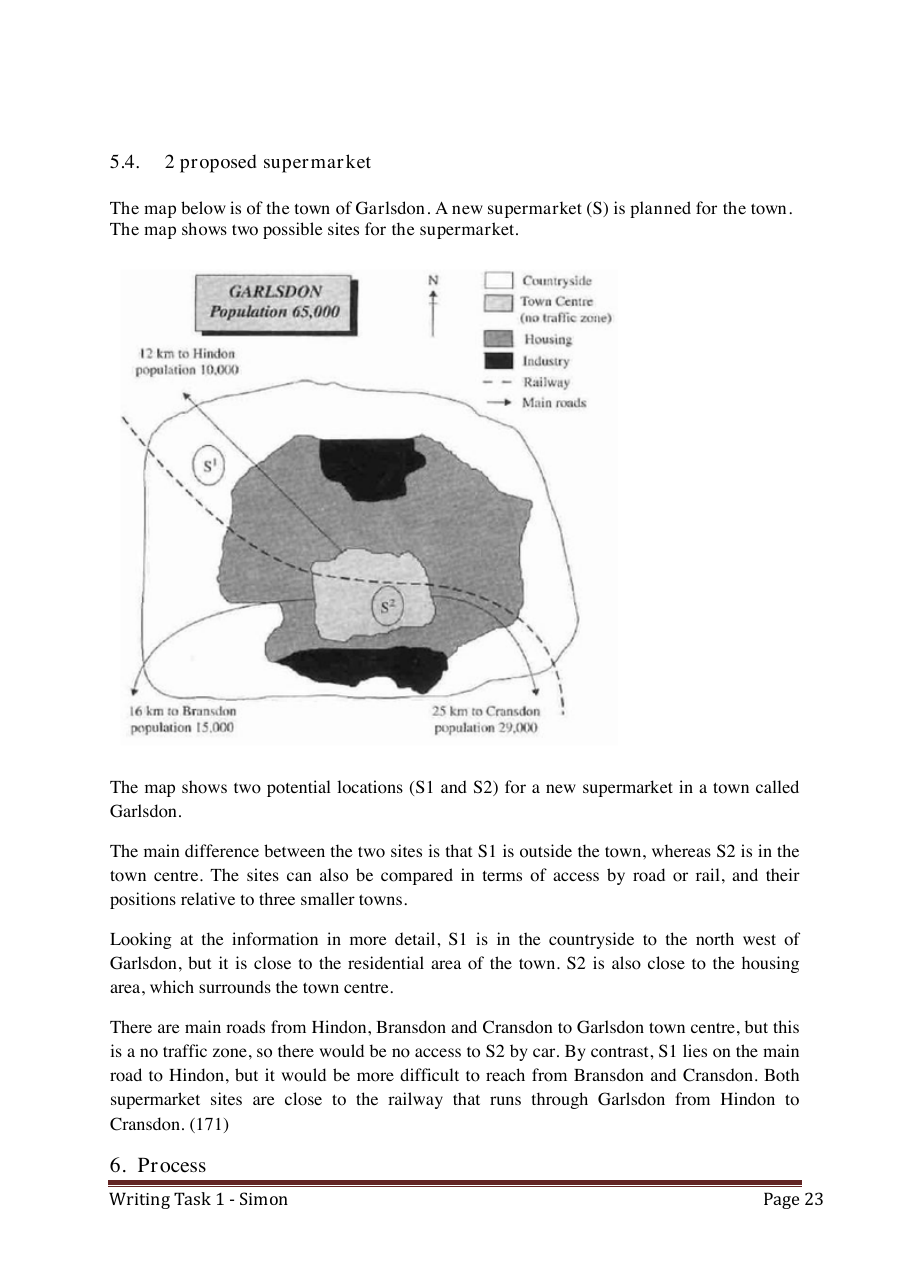 5.4. 2 proposed supermarket
The map below is of the town of Garlsdon. A new supermarket (S) is planned for the town.
The map shows two possible sites for the supermarket.
GARLSDON
Population 65,000
N
Countryside
Town Centre
(no traffic zone)
Housing
Industry
Railway
Main roads
12 km to Hindon
population 10,000
S¹
S²
16 km to Bransdon
population 15,000
25 km to Cransdon
population 29,000
The map shows two potential locations (S1 and S2) for a new supermarket in a town called
Garlsdon.
The main difference between the two sites is that S1 is outside the town, whereas S2 is in the
town centre. The sites can also be compared in terms of access by road or rail, and their
positions relative to three smaller towns.
Looking at the information in more detail, S1 is in the countryside to the north west of
Garlsdon, but it is close to the residential area of the town. S2 is also close to the housing
area, which surrounds the town centre.
There are main roads from Hindon, Bransdon and Cransdon to Garlsdon town centre, but this
is a no traffic zone, so there would be no access to S2 by car. By contrast, S1 lies on the main
road to Hindon, but it would be more difficult to reach from Bransdon and Cransdon. Both
supermarket sites are close to the railway that runs through Garlsdon from Hindon to
Cransdon. (171)
6. Process
Writing Task 1 - Simon Page 23